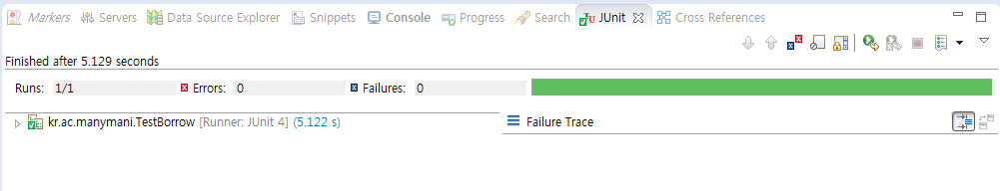 Markers Servers Data Source Explorer Snippets Console Progress Search JUnit Cross References
Finished after 5.129 seconds
Runs: 1/1 Errors: 0 Failures: 0
kr.ac.manymani.TestBorrow [Runner: JUnit 4] (5.122 s) Failure Trace